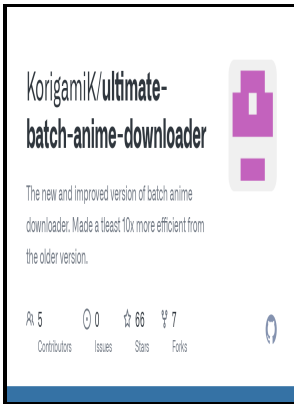 KorigamiK/ultimate-
batch-anime-downloader
The new and improved version of batch anime
downloader. Made a tleast 10x more efficient from
the older version.
5 0 66 7
Contributors Issues Stars Forks